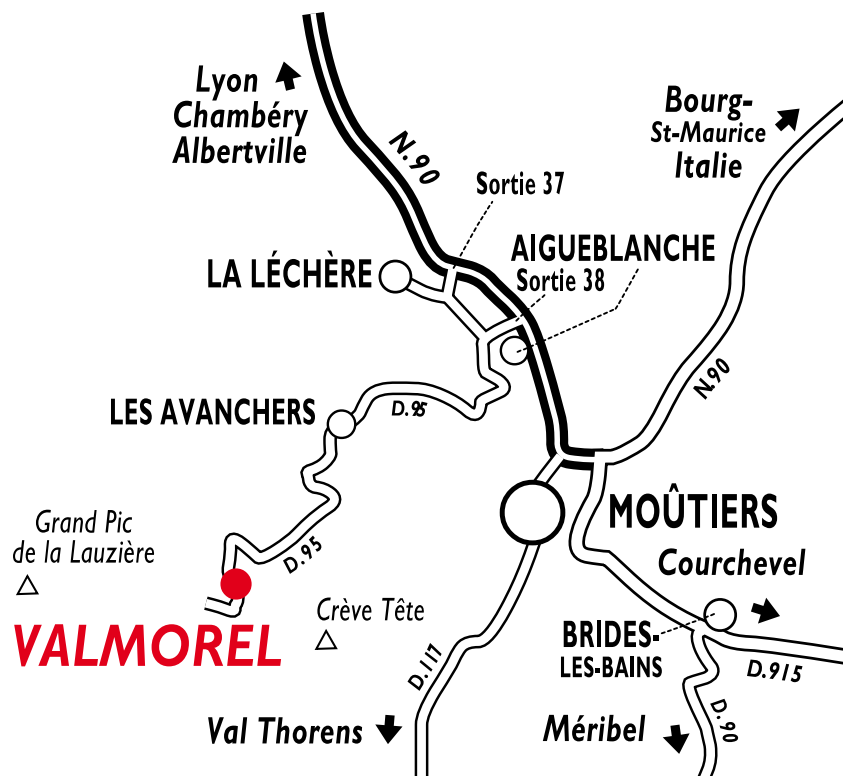 Lyon
Chambéry
Albertville
N.90
Bourg-
St-Maurice
Italie
Sortie 37
AIGUEBLANCHE
LA LÉCHÈRE
Sortie 38
N.90
LES AVANCHERS
D.95
MOÛTIERS
Grand Pic
de la Lauzière
D.95
Courchevel
Crève Tête
VALMOREL
BRIDES-
LES-BAINS
D.117
D.915
Val Thorens
Méribel
D.90